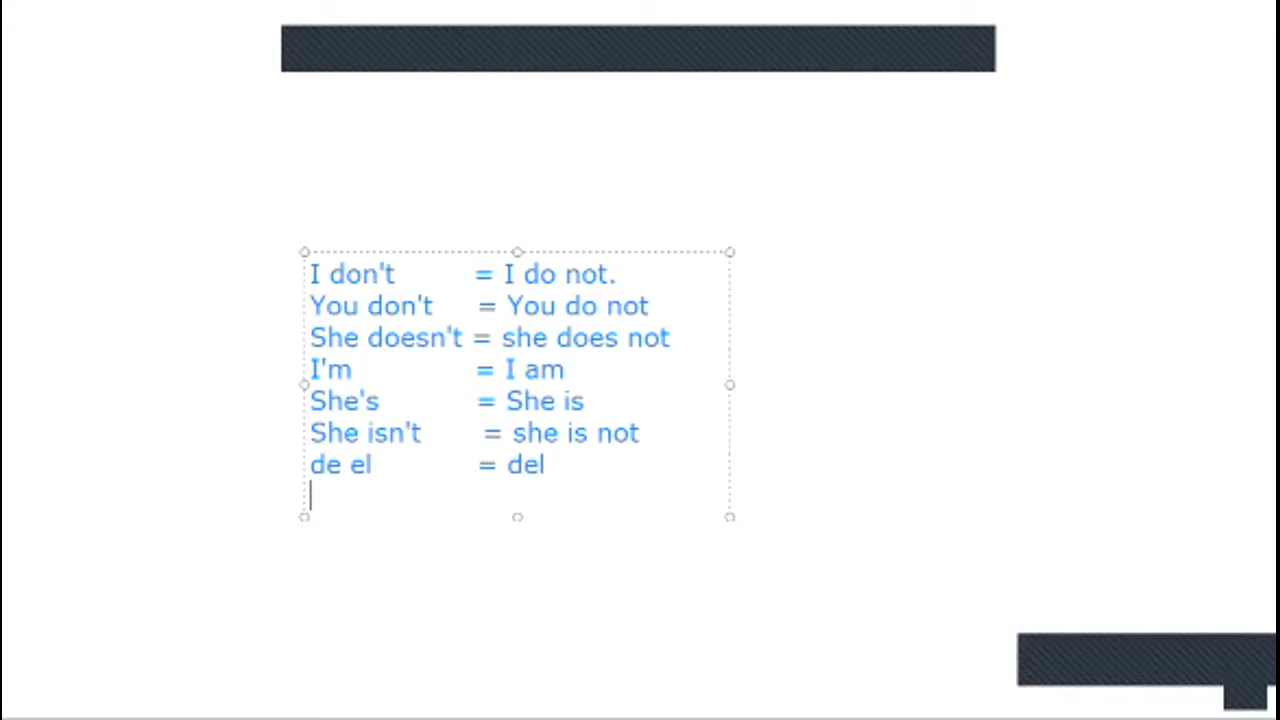 I don't = I do not.
You don't = You do not
She doesn't = she does not
I'm = I am
She's = She is
She isn't = she is not
de el = del